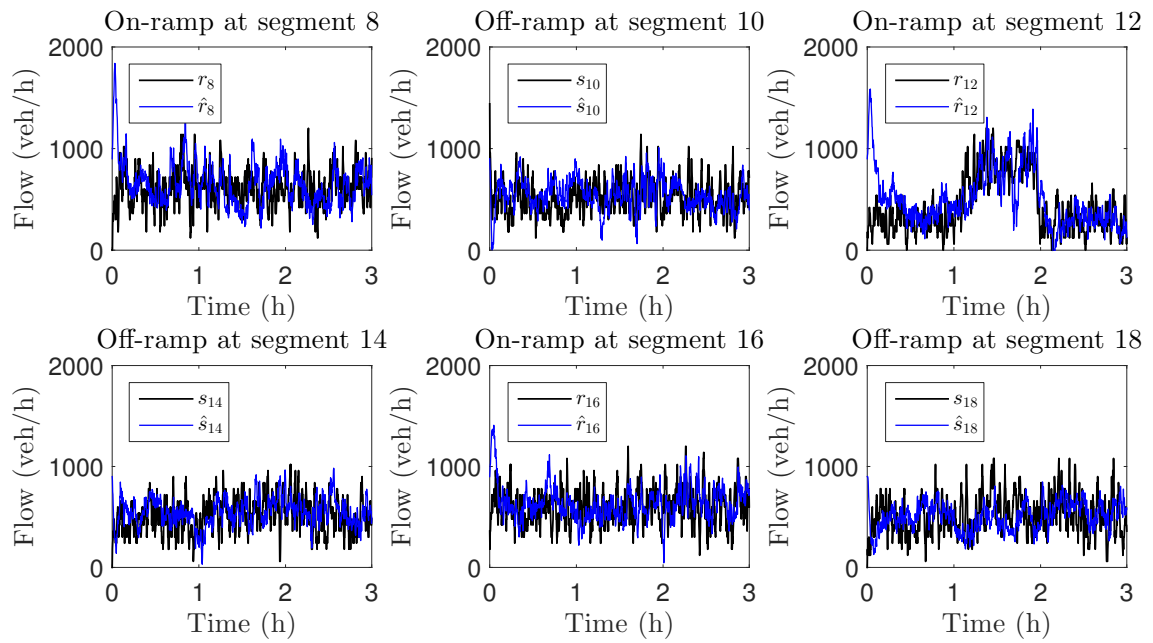 On-ramp at segment 8
2000
1000
0
Flow (veh/h)
r8
r̂8
0 1 2 3
Time (h)
Off-ramp at segment 10
2000
1000
0
Flow (veh/h)
s10
ŝ10
0 1 2 3
Time (h)
On-ramp at segment 12
2000
1000
0
Flow (veh/h)
r12
r̂12
0 1 2 3
Time (h)
Off-ramp at segment 14
2000
1000
0
Flow (veh/h)
s14
ŝ14
0 1 2 3
Time (h)
On-ramp at segment 16
2000
1000
0
Flow (veh/h)
r16
r̂16
0 1 2 3
Time (h)
Off-ramp at segment 18
2000
1000
0
Flow (veh/h)
s18
ŝ18
0 1 2 3
Time (h)